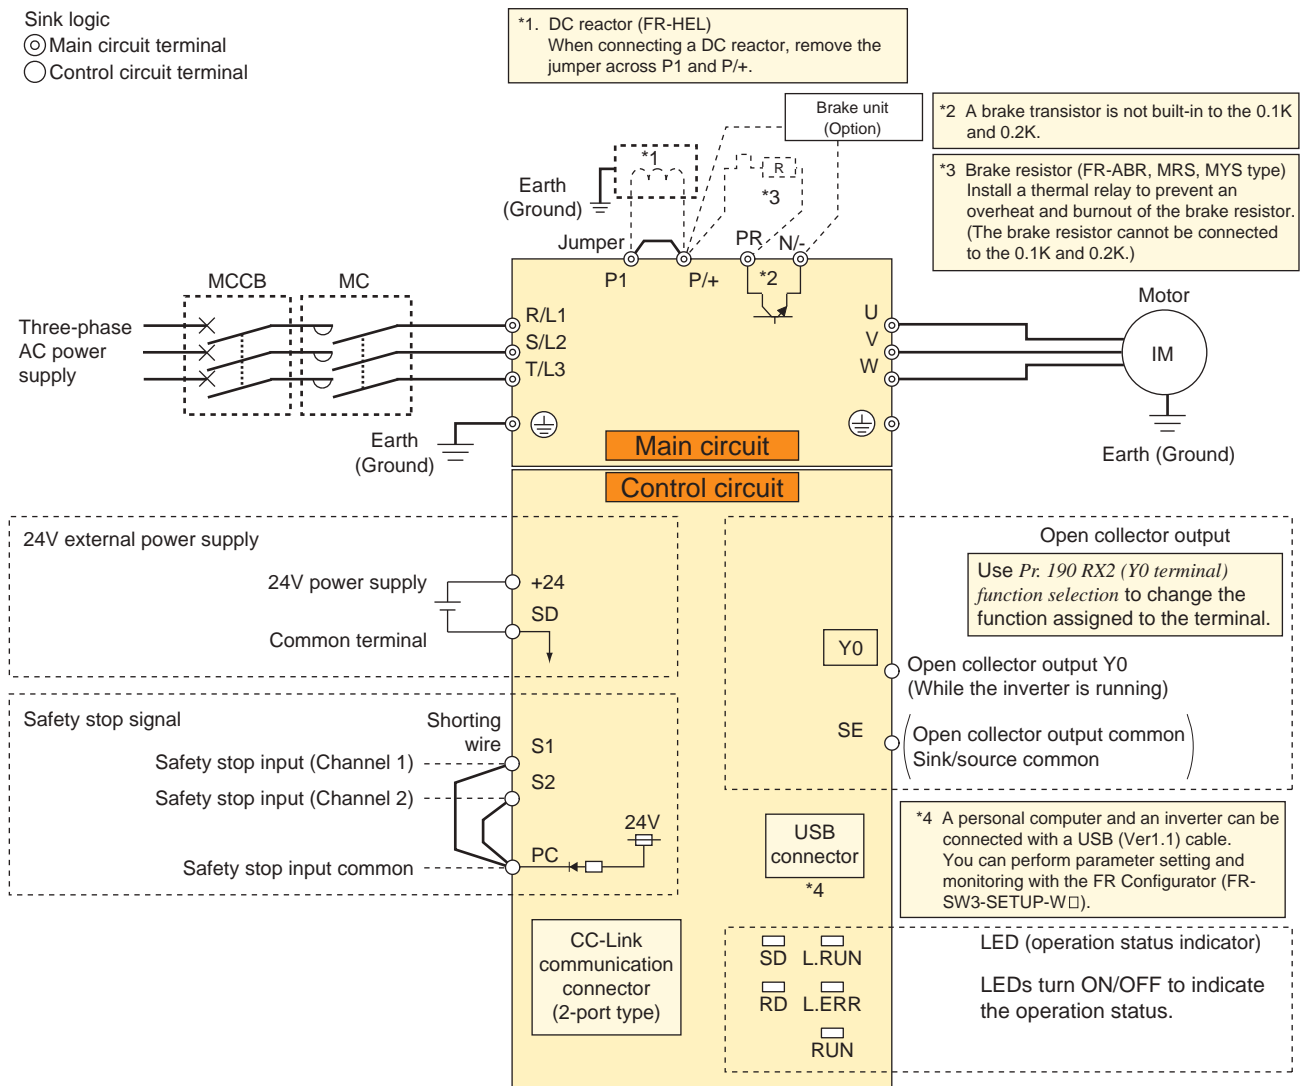 Sink logic
Main circuit terminal
Control circuit terminal
*1. DC reactor (FR-HEL)
When connecting a DC reactor, remove the
jumper across P1 and P/+.
Brake unit
(Option)
*2 A brake transistor is not built-in to the 0.1K
and 0.2K.
*3 Brake resistor (FR-ABR, MRS, MYS type)
Install a thermal relay to prevent an
overheat and burnout of the brake resistor.
(The brake resistor cannot be connected
to the 0.1K and 0.2K.)
*1
R
*3
Earth
(Ground)
Jumper
PR
N/-
P1
P/+
*2
MCCB
MC
Three-phase
AC power
supply
R/L1
S/L2
T/L3
U
V
W
Motor
IM
Earth
(Ground)
Earth (Ground)
Main circuit
Control circuit
24V external power supply
24V power supply
+24
SD
Common terminal
Open collector output
Use Pr. 190 RX2 (Y0 terminal)
function selection to change the
function assigned to the terminal.
Y0
Open collector output Y0
(While the inverter is running)
SE
Open collector output common
Sink/source common
Safety stop signal
Shorting
wire
S1
Safety stop input (Channel 1)
S2
Safety stop input (Channel 2)
24V
PC
Safety stop input common
USB
connector
*4
*4 A personal computer and an inverter can be
connected with a USB (Ver1.1) cable.
You can perform parameter setting and
monitoring with the FR Configurator (FR-
SW3-SETUP-W□).
CC-Link
communication
connector
(2-port type)
SD L.RUN
RD L.ERR
RUN
LED (operation status indicator)
LEDs turn ON/OFF to indicate
the operation status.